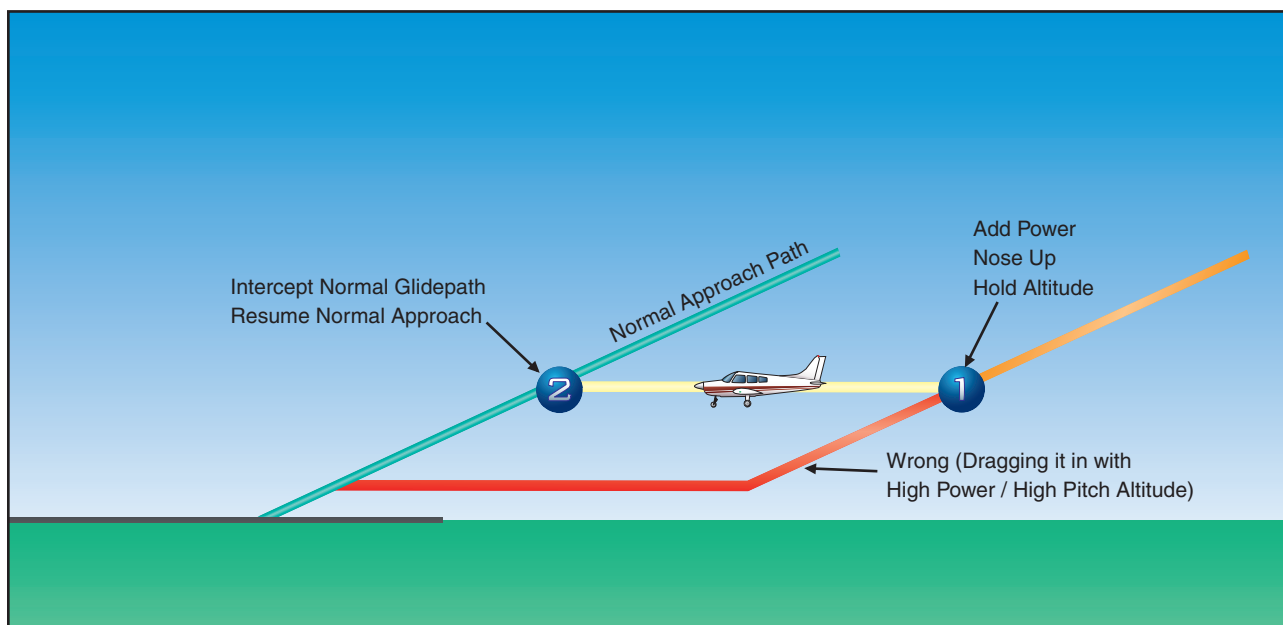 Add Power
Nose Up
Hold Altitude
Intercept Normal Glidepath
Resume Normal Approach
Normal Approach Path
2
1
Wrong (Dragging it in with
High Power / High Pitch Altitude)